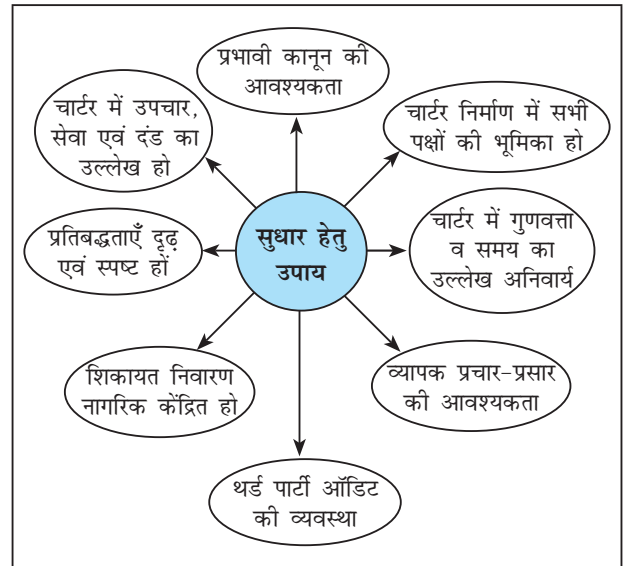 प्रभावी कानून की
आवश्यकता
चार्टर में उपचार,
सेवा एवं दंड का
उल्लेख हो
चार्टर निर्माण में सभी
पक्षों की भूमिका हो
प्रतिबद्धताएँ दृढ़
एवं स्पष्ट हों
सुधार हेतु
उपाय
चार्टर में गुणवत्ता
व समय का
उल्लेख अनिवार्य
शिकायत निवारण
नागरिक केंद्रित हो
व्यापक प्रचार-प्रसार
की आवश्यकता
थर्ड पार्टी ऑडिट
की व्यवस्था